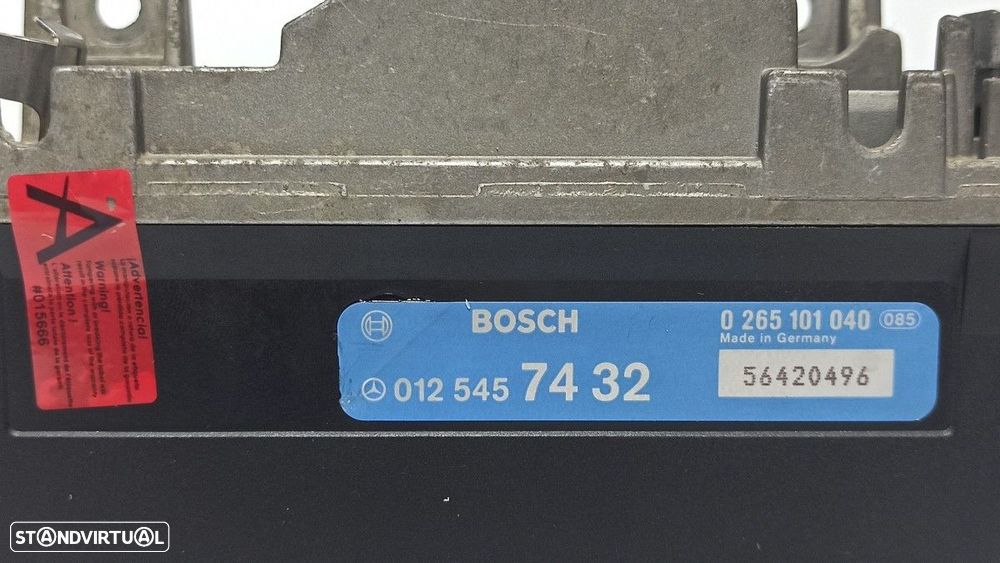 A
¡Advertencia!
Warning!
Attention !
#015666
BOSCH
0 265 101 040 085
Made in Germany
012 545 74 32
56420496
STANDVIRTUAL